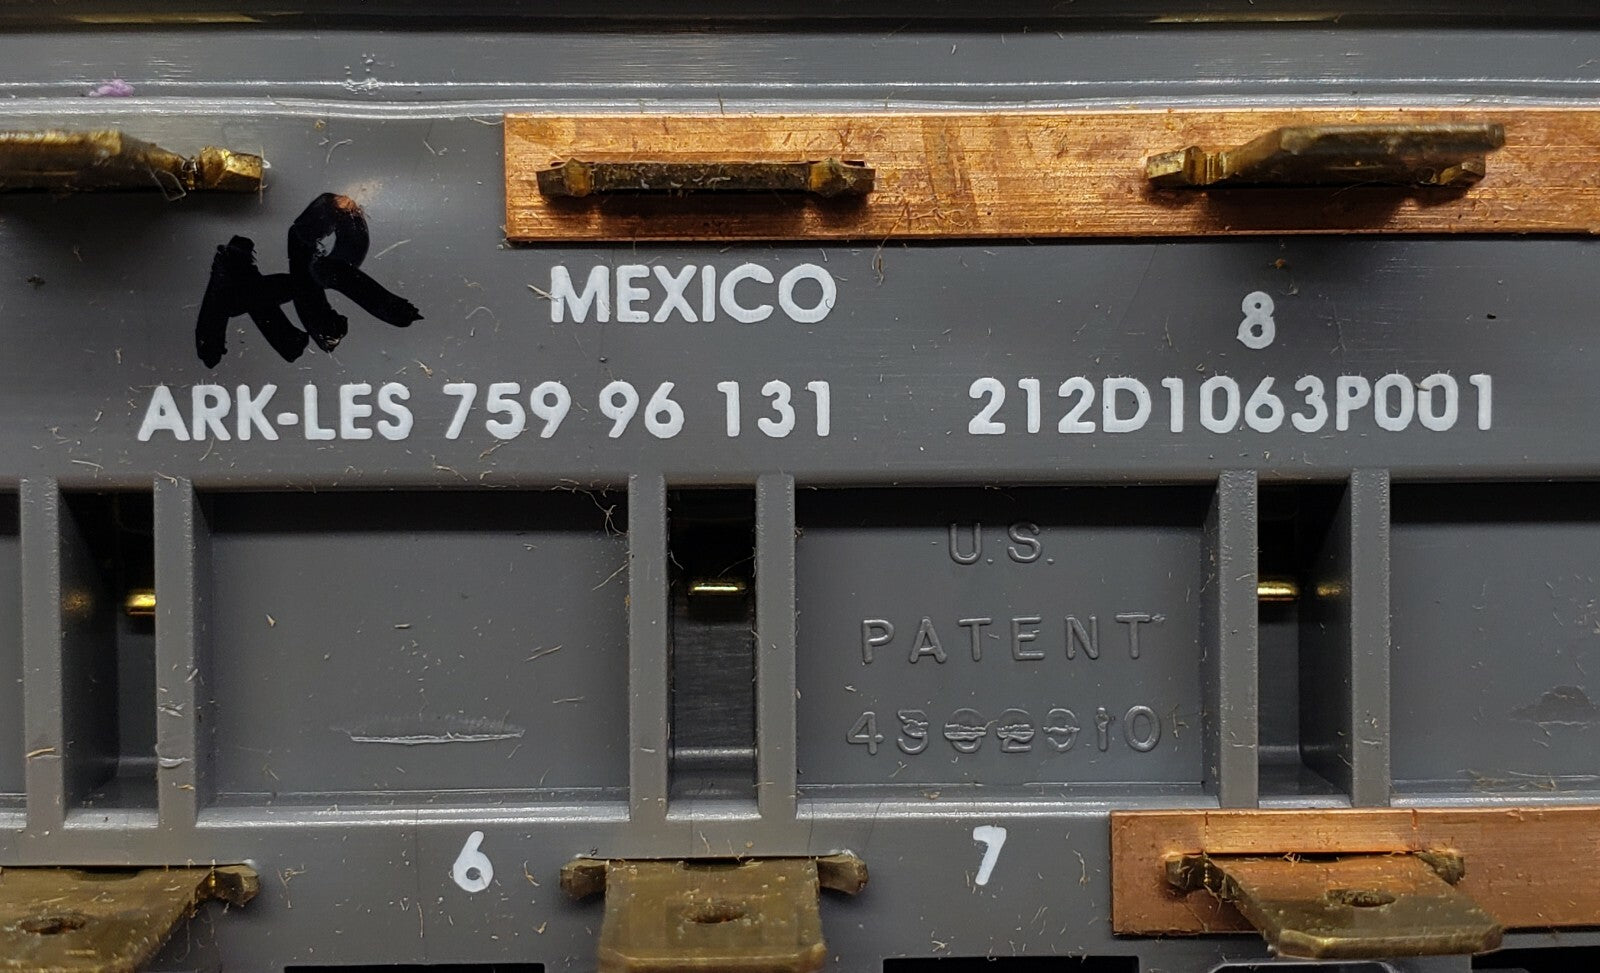 AR
MEXICO
8
ARK-LES 759 96 131
212D1063P001
U.S.
PATENT
6
7